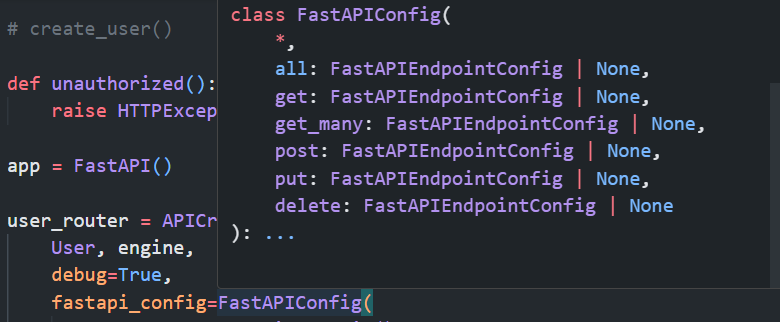 # create_user()
def unauthorized():
raise HTTPExcep
app = FastAPI()
user_router = APICr
User, engine,
debug=True,
fastapi_config=FastAPIConfig(
class FastAPIConfig(
*,
all: FastAPIEndpointConfig | None,
get: FastAPIEndpointConfig | None,
get_many: FastAPIEndpointConfig | None,
post: FastAPIEndpointConfig | None,
put: FastAPIEndpointConfig | None,
delete: FastAPIEndpointConfig | None
): ...